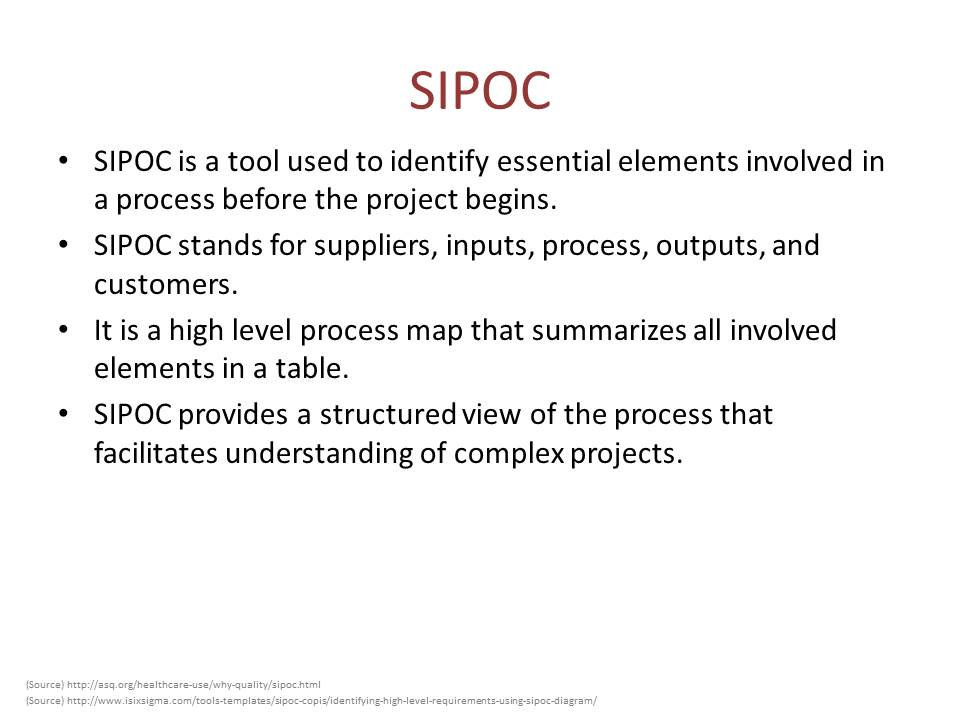 SIPOC
• SIPOC is a tool used to identify essential elements involved in
a process before the project begins.
• SIPOC stands for suppliers, inputs, process, outputs, and
customers.
• It is a high level process map that summarizes all involved
elements in a table.
• SIPOC provides a structured view of the process that
facilitates understanding of complex projects.
(Source) http://asq.org/healthcare-use/why-quality/sipoc.html
(Source) http://www.isixsigma.com/tools-templates/sipoc-copis/identifying-high-level-requirements-using-sipoc-diagram/